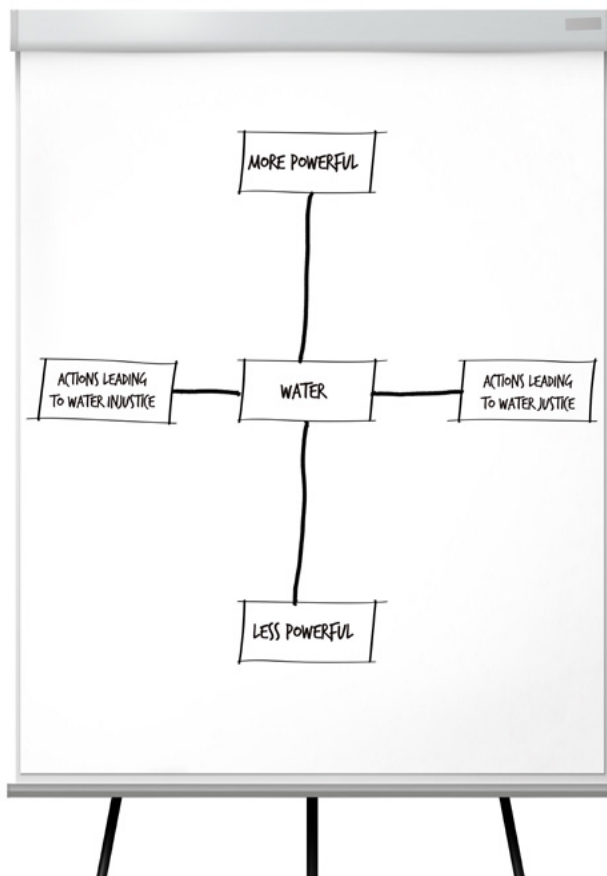 MORE POWERFUL
ACTIONS LEADING
TO WATER INJUSTICE
WATER
ACTIONS LEADING
TO WATER JUSTICE
LESS POWERFUL